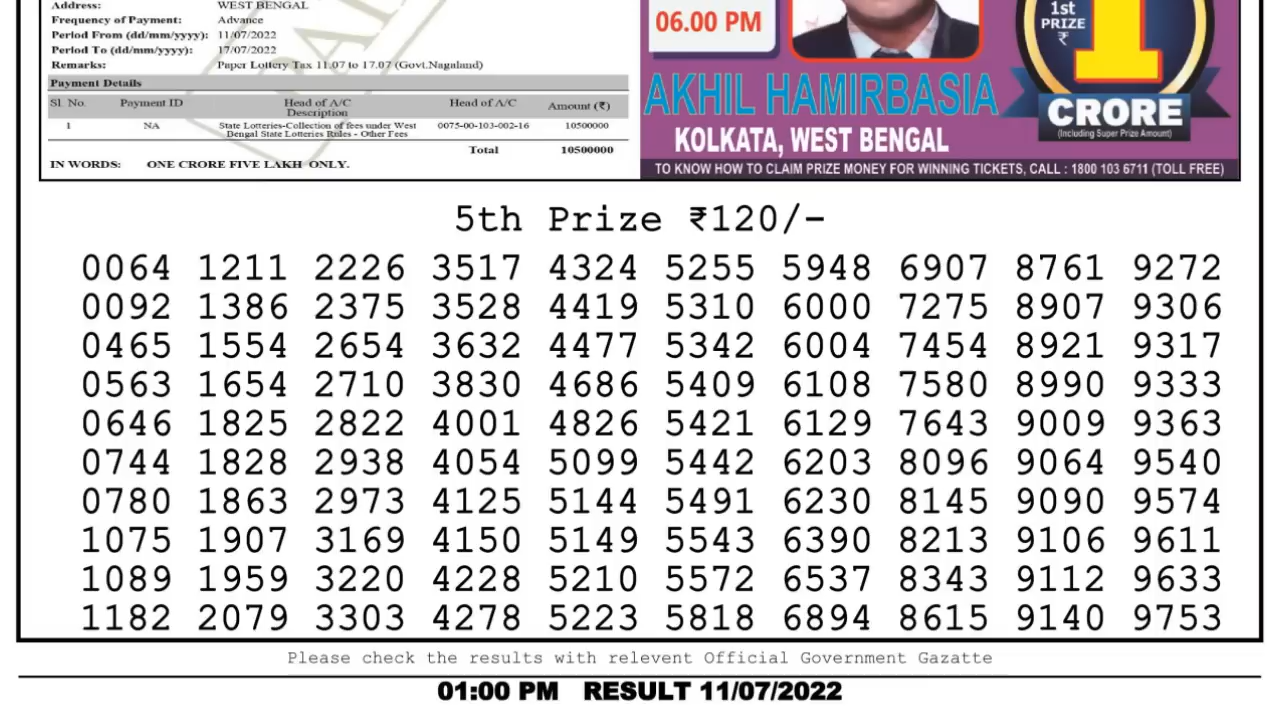 Address: WEST BENGAL
Frequency of Payment: Advance
Period From (dd/mm/yyyy): 11/07/2022
Period To (dd/mm/yyyy): 17/07/2022
Remarks: Paper Lottery Tax 11.07 to 17.07 (Govt.Nagaland)
Payment Details
Sl. No. Payment ID Head of A/C Description Head of A/C Amount (₹)
1 NA State Lotteries-Collection of fees under West Bengal State Lotteries Rules - Other Fees 0075-00-103-002-16 10500000
Total 10500000
IN WORDS: ONE CRORE FIVE LAKH ONLY.
06.00 PM
1st
PRIZE
₹
1
CRORE
(Including Super Prize Amount)
AKHIL HAMIRBASIA
KOLKATA, WEST BENGAL
TO KNOW HOW TO CLAIM PRIZE MONEY FOR WINNING TICKETS, CALL : 1800 103 6711 (TOLL FREE)
5th Prize ₹120/-
0064 1211 2226 3517 4324 5255 5948 6907 8761 9272
0092 1386 2375 3528 4419 5310 6000 7275 8907 9306
0465 1554 2654 3632 4477 5342 6004 7454 8921 9317
0563 1654 2710 3830 4686 5409 6108 7580 8990 9333
0646 1825 2822 4001 4826 5421 6129 7643 9009 9363
0744 1828 2938 4054 5099 5442 6203 8096 9064 9540
0780 1863 2973 4125 5144 5491 6230 8145 9090 9574
1075 1907 3169 4150 5149 5543 6390 8213 9106 9611
1089 1959 3220 4228 5210 5572 6537 8343 9112 9633
1182 2079 3303 4278 5223 5818 6894 8615 9140 9753
Please check the results with relevent Official Government Gazatte
01:00 PM RESULT 11/07/2022